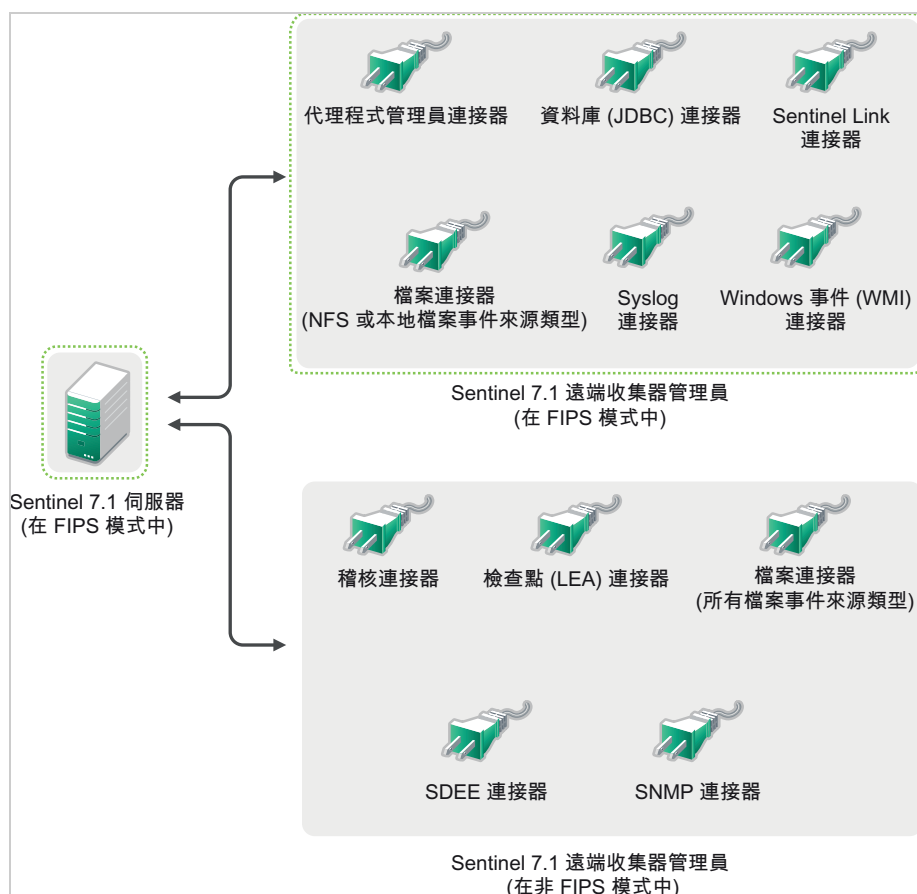 代理程式管理員連接器
資料庫 (JDBC) 連接器
Sentinel Link
連接器
檔案連接器
(NFS 或本地檔案事件來源類型)
Syslog
連接器
Windows 事件 (WMI)
連接器
Sentinel 7.1 遠端收集器管理員
(在 FIPS 模式中)
Sentinel 7.1 伺服器
(在 FIPS 模式中)
稽核連接器
檢查點 (LEA) 連接器
檔案連接器
(所有檔案事件來源類型)
SDEE 連接器
SNMP 連接器
Sentinel 7.1 遠端收集器管理員
(在非 FIPS 模式中)